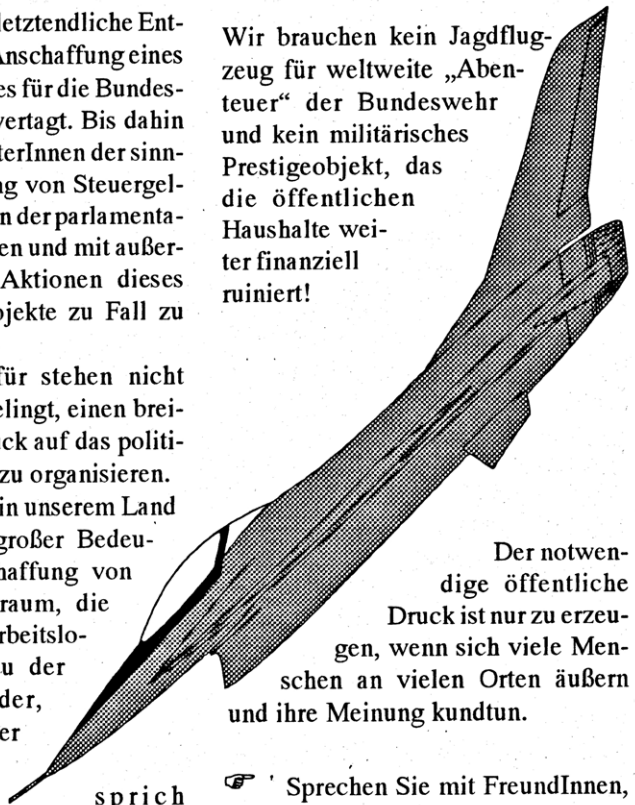 letztendliche Ent-
Anschaffung eines
es für die Bundes-
vertagt. Bis dahin
terInnen der sinn-
ng von Steuergel-
n der parlamenta-
en und mit außer-
Aktionen dieses
ojekte zu Fall zu
für stehen nicht
elingt, einen brei-
uck auf das politi-
zu organisieren.
in unserem Land
großer Bedeu-
haffung von
raum, die
rbeitslo-
u der
der,
er
sprich
Wir brauchen kein Jagdflug-
zeug für weltweite „Aben-
teuer“ der Bundeswehr
und kein militärisches
Prestigeobjekt, das
die öffentlichen
Haushalte wei-
ter finanziell
ruiniert!
Der notwen-
dige öffentliche
Druck ist nur zu erzeu-
gen, wenn sich viele Men-
schen an vielen Orten äußern
und ihre Meinung kundtun.
☞ Sprechen Sie mit FreundInnen,